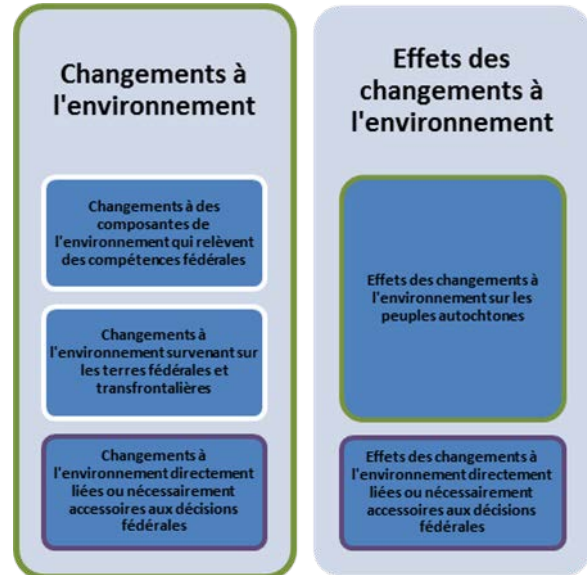 Changements à
l'environnement
Changements à des
composantes de
l'environnement qui relèvent
des compétences fédérales
Changements à
l'environnement survenant sur
les terres fédérales et
transfrontalières
Changements à
l'environnement directement
liées ou nécessairement
accessoires aux décisions
fédérales
Effets des
changements à
l'environnement
Effets des changements à
l'environnement sur les
peuples autochtones
Effets des changements à
l'environnement directement
liées ou nécessairement
accessoires aux décisions
fédérales